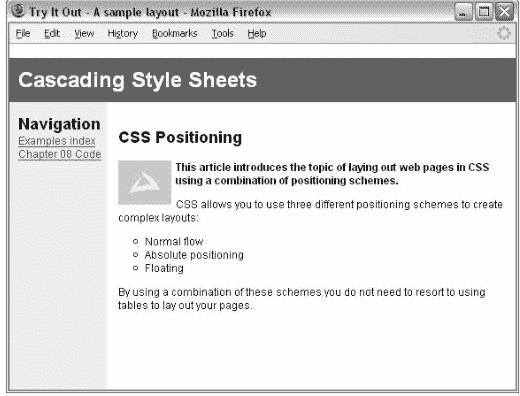 Try It Out - A sample layout - Mozilla Firefox
File Edit View History Bookmarks Tools Help
Cascading Style Sheets
Navigation
Examples index
Chapter 08 Code
CSS Positioning
This article introduces the topic of laying out web pages in CSS
using a combination of positioning schemes.
CSS allows you to use three different positioning schemes to create
complex layouts:
Normal flow
Absolute positioning
Floating
By using a combination of these schemes you do not need to resort to using
tables to lay out your pages.